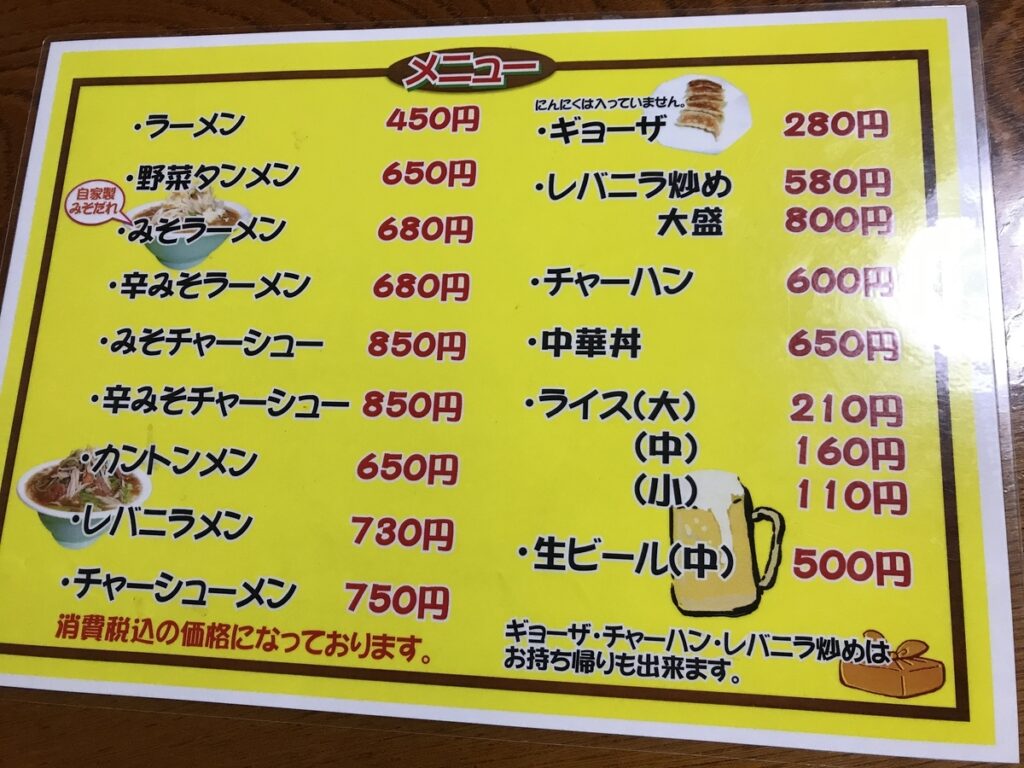 メニュー
・ラーメン 450円
・野菜タンメン 650円
自家製
みそだれ
・みそラーメン 680円
・辛みそラーメン 680円
・みそチャーシュー 850円
・辛みそチャーシュー 850円
・カントンメン 650円
・レバニラメン 730円
・チャーシューメン 750円
消費税込の価格になっております。
にんにくは入っていません。
・ギョーザ 280円
・レバニラ炒め 580円
大盛 800円
・チャーハン 600円
・中華丼 650円
・ライス(大) 210円
(中) 160円
(小) 110円
・生ビール(中) 500円
ギョーザ・チャーハン・レバニラ炒めは
お持ち帰りも出来ます。